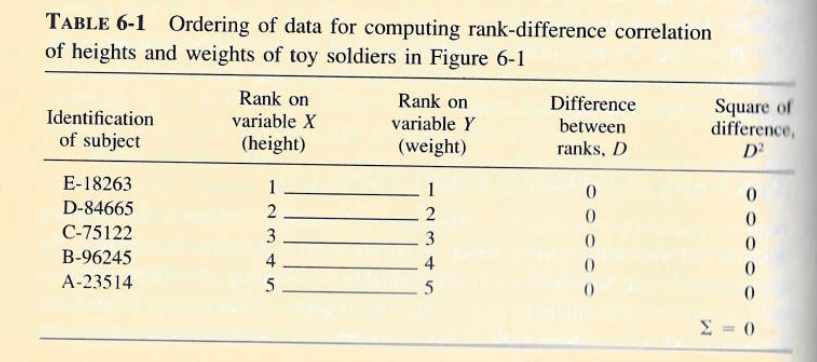 TABLE 6-1 Ordering of data for computing rank-difference correlation
of heights and weights of toy soldiers in Figure 6-1
Identification
of subject
Rank on
variable X
(height)
Rank on
variable Y
(weight)
Difference
between
ranks, D
Square of
difference,
D²
E-18263 1 1 0 0
D-84665 2 2 0 0
C-75122 3 3 0 0
B-96245 4 4 0 0
A-23514 5 5 0 0
Σ = 0